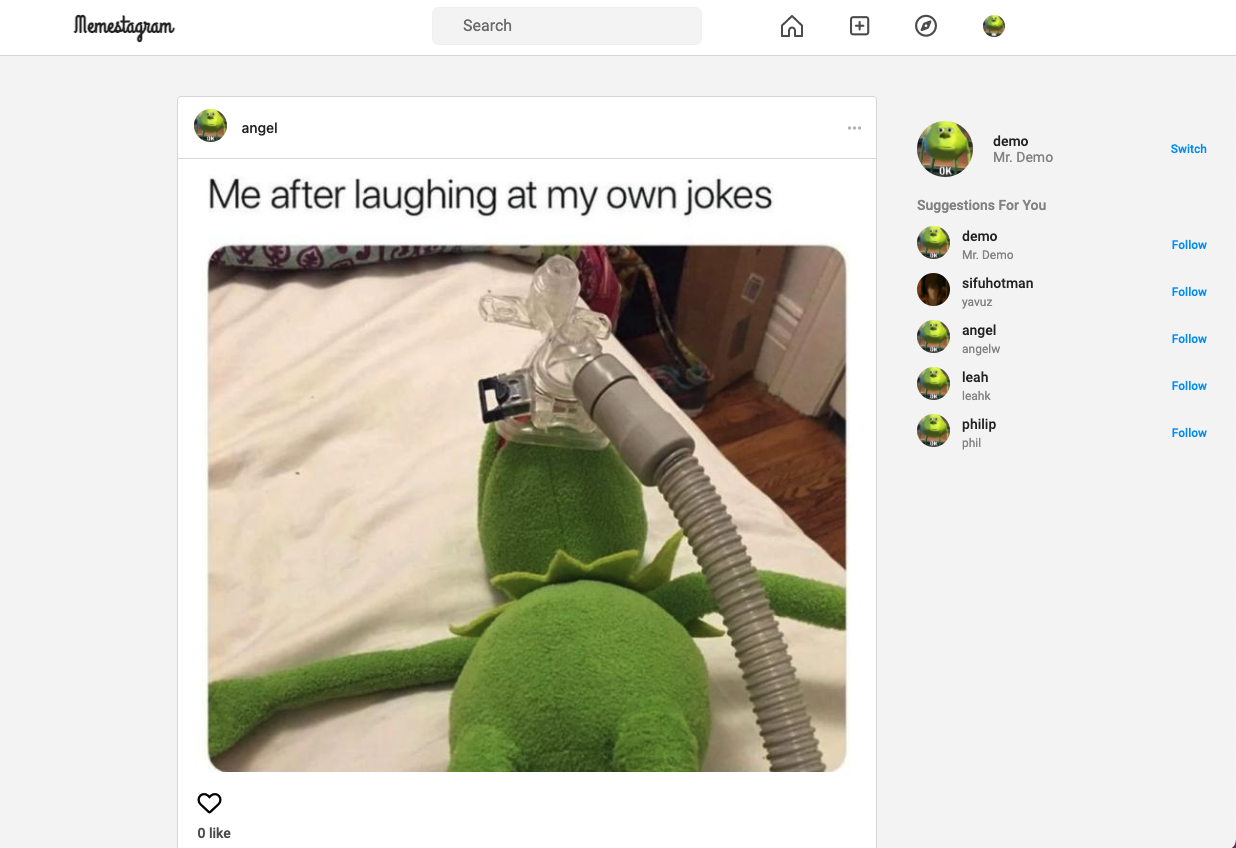 Memestagram
Search
angel
Me after laughing at my own jokes
0 like
OK
demo
Mr. Demo
Switch
Suggestions For You
demo
Mr. Demo
Follow
sifuhotman
yavuz
Follow
angel
angelw
Follow
leah
leahk
Follow
philip
phil
Follow